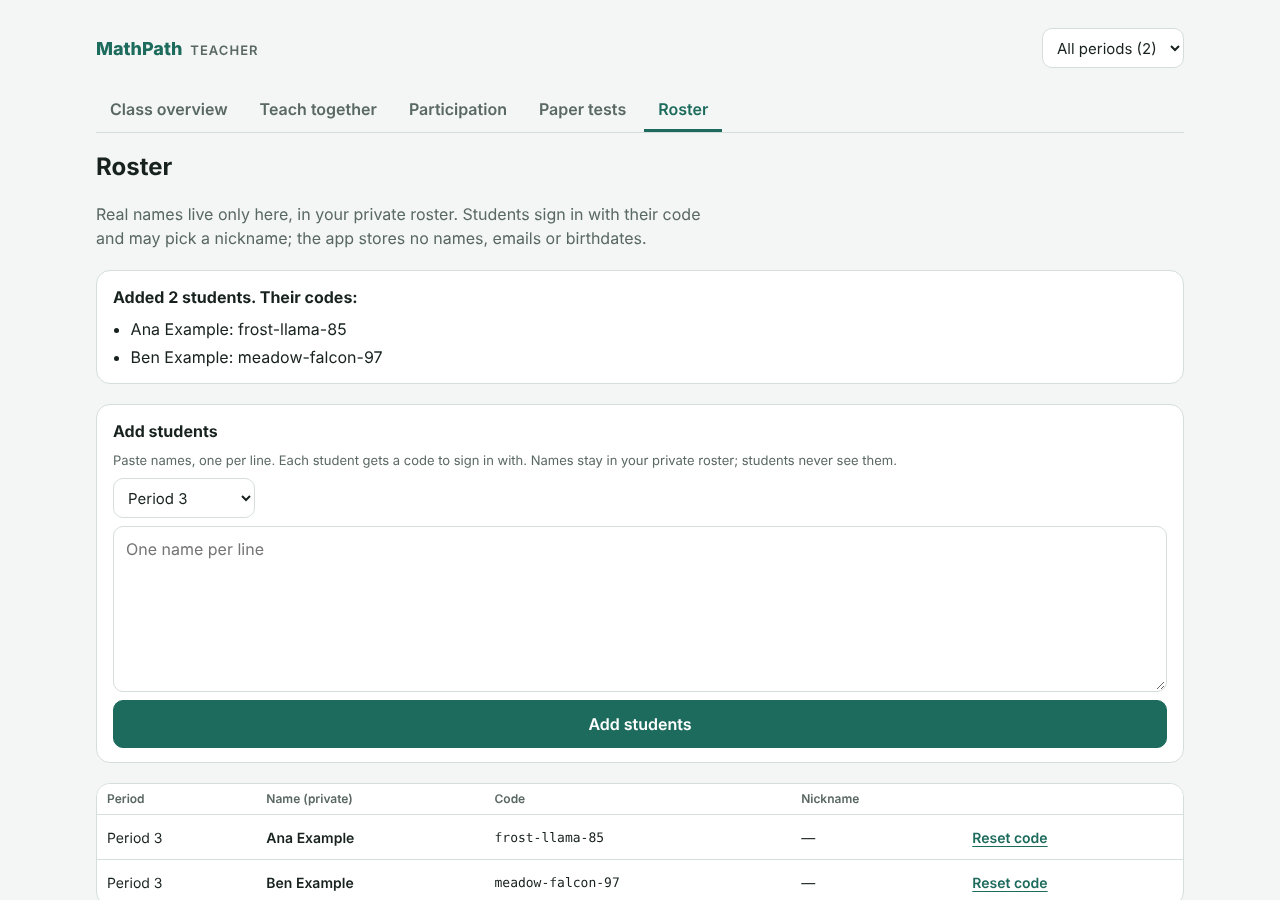 MathPath TEACHER
All periods (2)
Class overview
Teach together
Participation
Paper tests
Roster
Roster
Real names live only here, in your private roster. Students sign in with their code
and may pick a nickname; the app stores no names, emails or birthdates.
Added 2 students. Their codes:
• Ana Example: frost-llama-85
• Ben Example: meadow-falcon-97
Add students
Paste names, one per line. Each student gets a code to sign in with. Names stay in your private roster; students never see them.
Period 3
One name per line
Add students
Period Name (private) Code Nickname
Period 3 Ana Example frost-llama-85 — Reset code
Period 3 Ben Example meadow-falcon-97 — Reset code